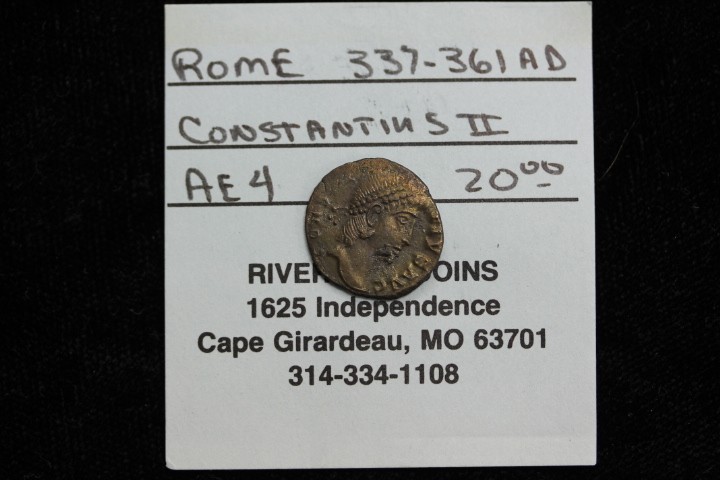 ROME 337-361 AD
CONSTANTIUS II
AE4 20.00
RIVER OINS
1625 Independence
Cape Girardeau, MO 63701
314-334-1108